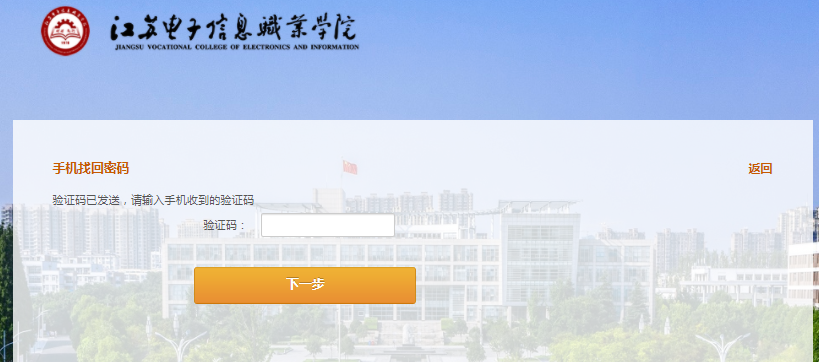 江苏电子信息職業学院
JIANGSU VOCATIONAL COLLEGE OF ELECTRONICS AND INFORMATION
手机找回密码
返回
验证码已发送，请输入手机收到的验证码
验证码：
下一步